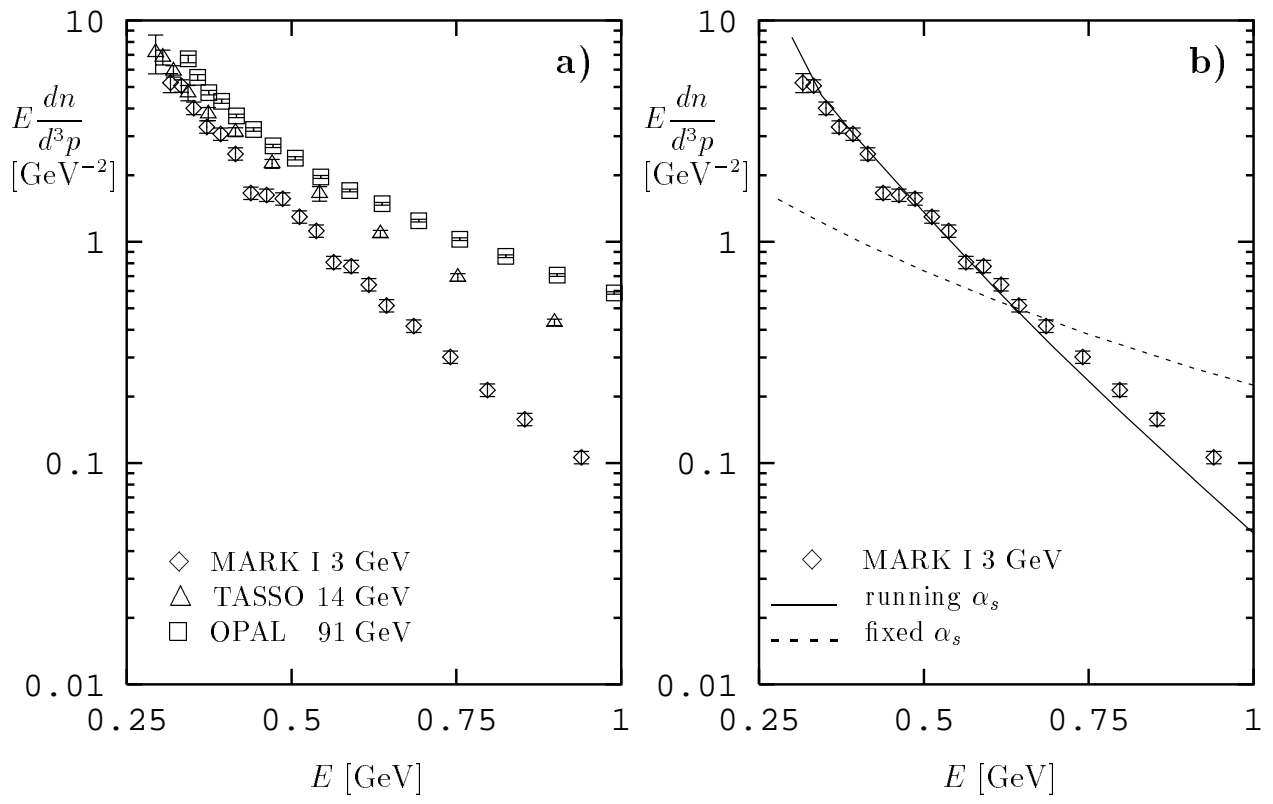 10
1
0.1
0.01
E dn/d³p
[GeV⁻²]
a)
MARK I 3 GeV
TASSO 14 GeV
OPAL 91 GeV
0.25 0.5 0.75 1
E [GeV]
10
1
0.1
0.01
E dn/d³p
[GeV⁻²]
b)
MARK I 3 GeV
running αₛ
fixed αₛ
0.25 0.5 0.75 1
E [GeV]